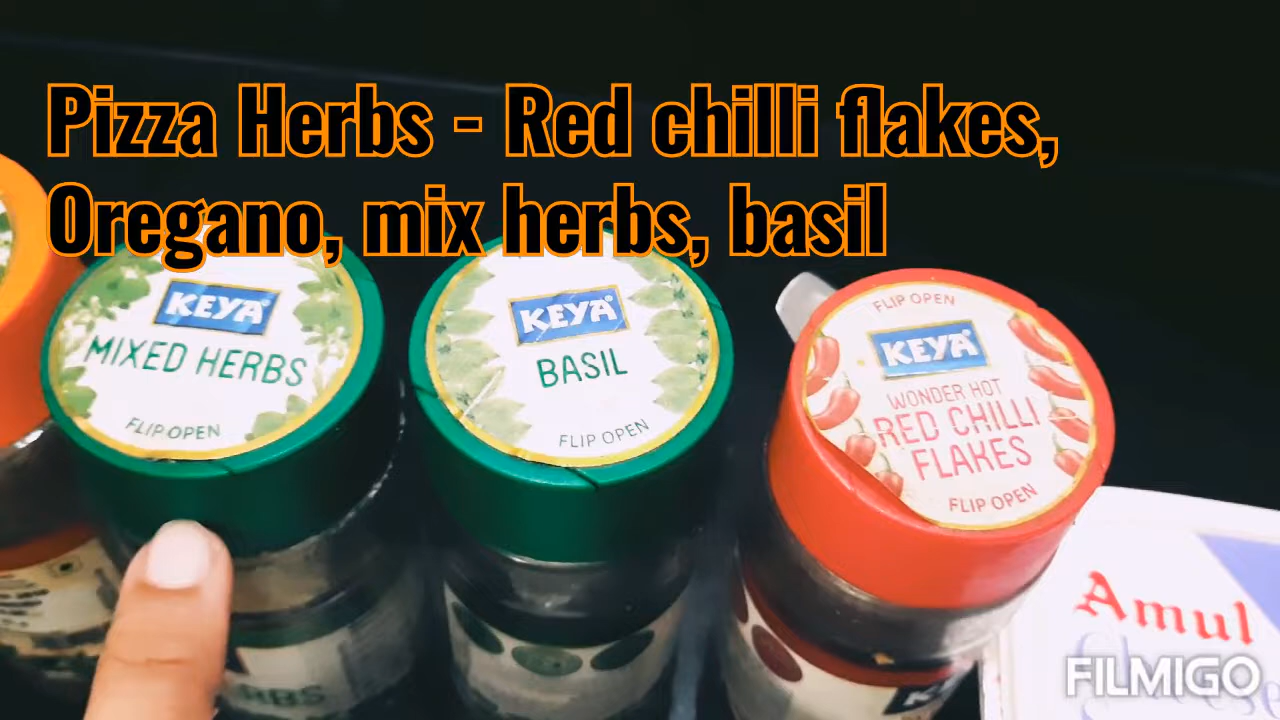 Pizza Herbs - Red chilli flakes,
Oregano, mix herbs, basil
KEYA
MIXED HERBS
FLIP OPEN
KEYA
BASIL
FLIP OPEN
FLIP OPEN
KEYA
WONDER HOT
RED CHILLI
FLAKES
FLIP OPEN
Amul
Cheese
FILMIGO